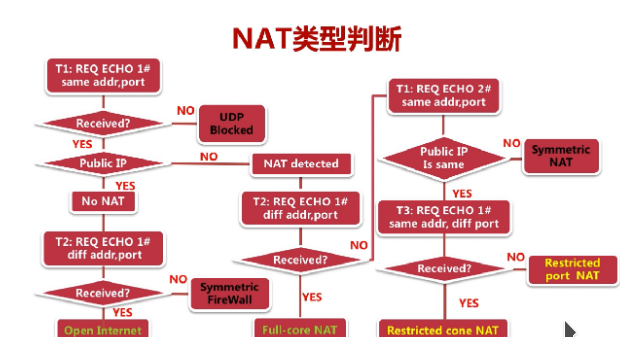 NAT类型判断
T1: REQ ECHO 1#
same addr,port
Received?
NO
UDP
Blocked
YES
Public IP
NO
NAT detected
YES
No NAT
T2: REQ ECHO 1#
diff addr,port
Received?
NO
Symmetric
FireWall
YES
Open Internet
T2: REQ ECHO 1#
diff addr,port
Received?
NO
YES
Full-core NAT
T1: REQ ECHO 2#
same addr,port
Public IP
Is same
NO
Symmetric
NAT
YES
T3: REQ ECHO 1#
same addr, diff port
Received?
NO
Restricted
port NAT
YES
Restricted cone NAT